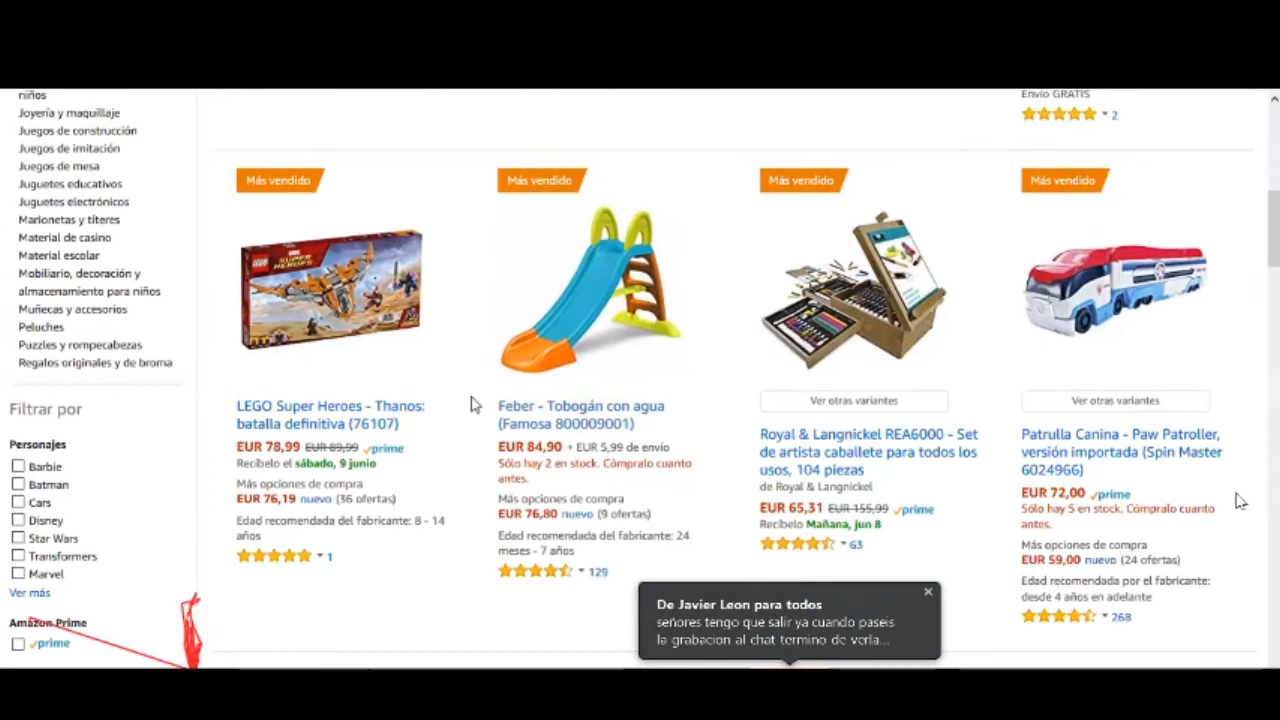 niños
Joyería y maquillaje
Juegos de construcción
Juegos de imitación
Juegos de mesa
Juguetes educativos
Juguetes electrónicos
Marionetas y títeres
Material de casino
Material escolar
Mobiliario, decoración y
almacenamiento para niños
Muñecas y accesorios
Peluches
Puzzles y rompecabezas
Regalos originales y de broma
Filtrar por
Personajes
Barbie
Batman
Cars
Disney
Star Wars
Transformers
Marvel
Ver más
Amazon Prime
prime
Envío GRATIS
2
Más vendido
LEGO
MARVEL
SUPER
HEROES
LEGO Super Heroes - Thanos:
batalla definitiva (76107)
EUR 78,99 EUR 89,99 prime
Recíbelo el sábado, 9 junio
Más opciones de compra
EUR 76,19 nuevo (36 ofertas)
Edad recomendada del fabricante: 8 - 14
años
1
Más vendido
Feber - Tobogán con agua
(Famosa 800009001)
EUR 84,90 + EUR 5,99 de envío
Sólo hay 2 en stock. Cómpralo cuanto
antes.
Más opciones de compra
EUR 76,80 nuevo (9 ofertas)
Edad recomendada del fabricante: 24
meses - 7 años
129
Más vendido
Ver otras variantes
Royal & Langnickel REA6000 - Set
de artista caballete para todos los
usos, 104 piezas
de Royal & Langnickel
EUR 65,31 EUR 155,99 prime
Recíbelo Mañana, jun 8
63
Más vendido
Ver otras variantes
Patrulla Canina - Paw Patroller,
versión importada (Spin Master
6024966)
EUR 72,00 prime
Sólo hay 5 en stock. Cómpralo cuanto
antes.
Más opciones de compra
EUR 59,00 nuevo (24 ofertas)
Edad recomendada por el fabricante:
desde 4 años en adelante
268
De Javier Leon para todos
señores tengo que salir ya cuando paseis
la grabacion al chat termino de verla...